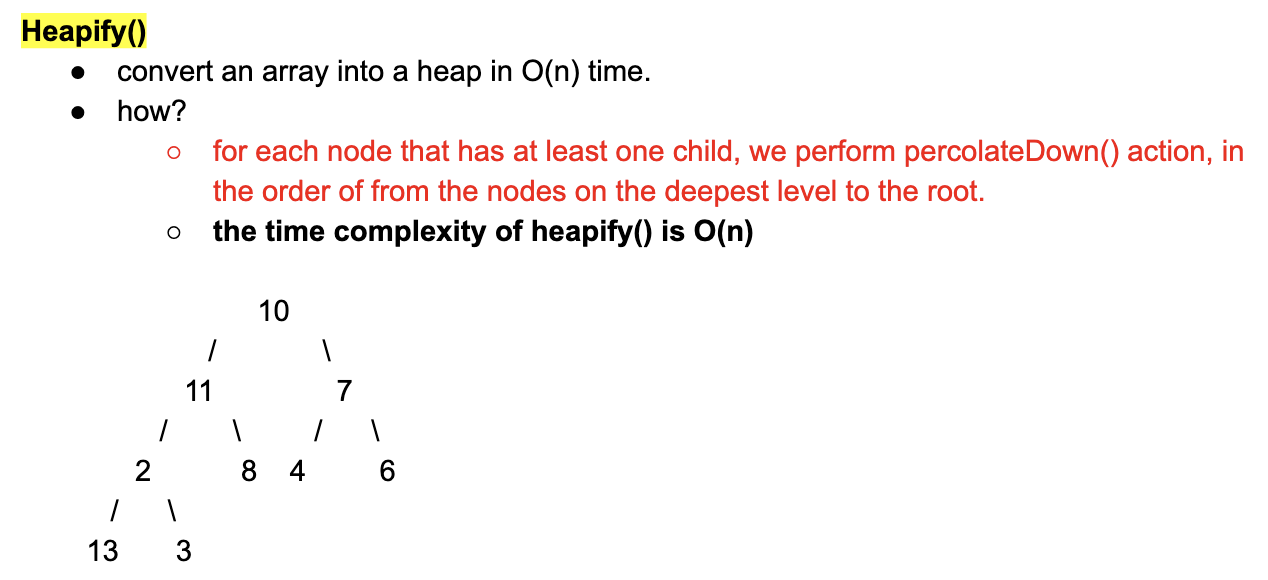 Heapify()
● convert an array into a heap in O(n) time.
● how?
○ for each node that has at least one child, we perform percolateDown() action, in
the order of from the nodes on the deepest level to the root.
○ the time complexity of heapify() is O(n)
10
/ \
11 7
/ \ / \
2 8 4 6
/ \
13 3